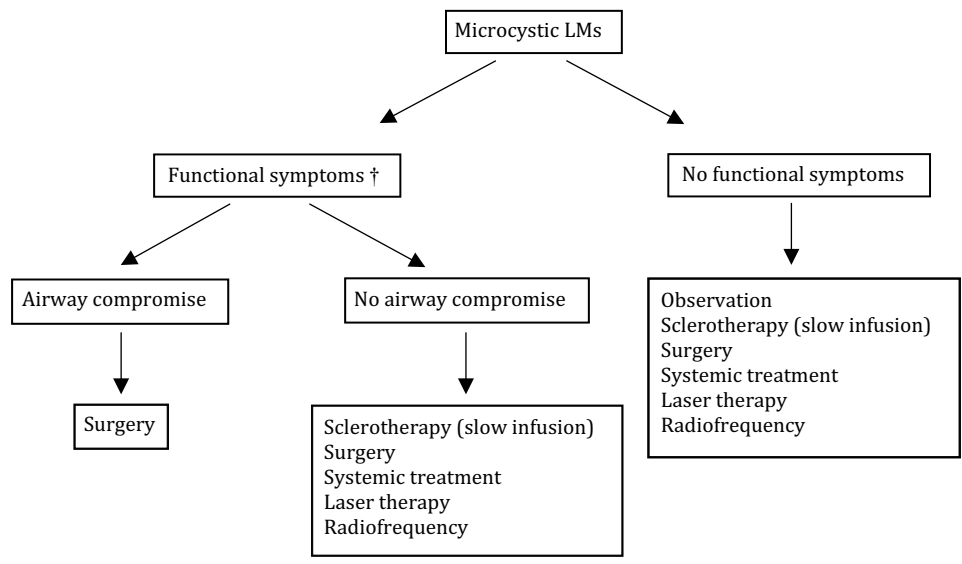 Microcystic LMs
Functional symptoms †
No functional symptoms
Airway compromise
No airway compromise
Observation
Sclerotherapy (slow infusion)
Surgery
Systemic treatment
Laser therapy
Radiofrequency
Surgery
Sclerotherapy (slow infusion)
Surgery
Systemic treatment
Laser therapy
Radiofrequency